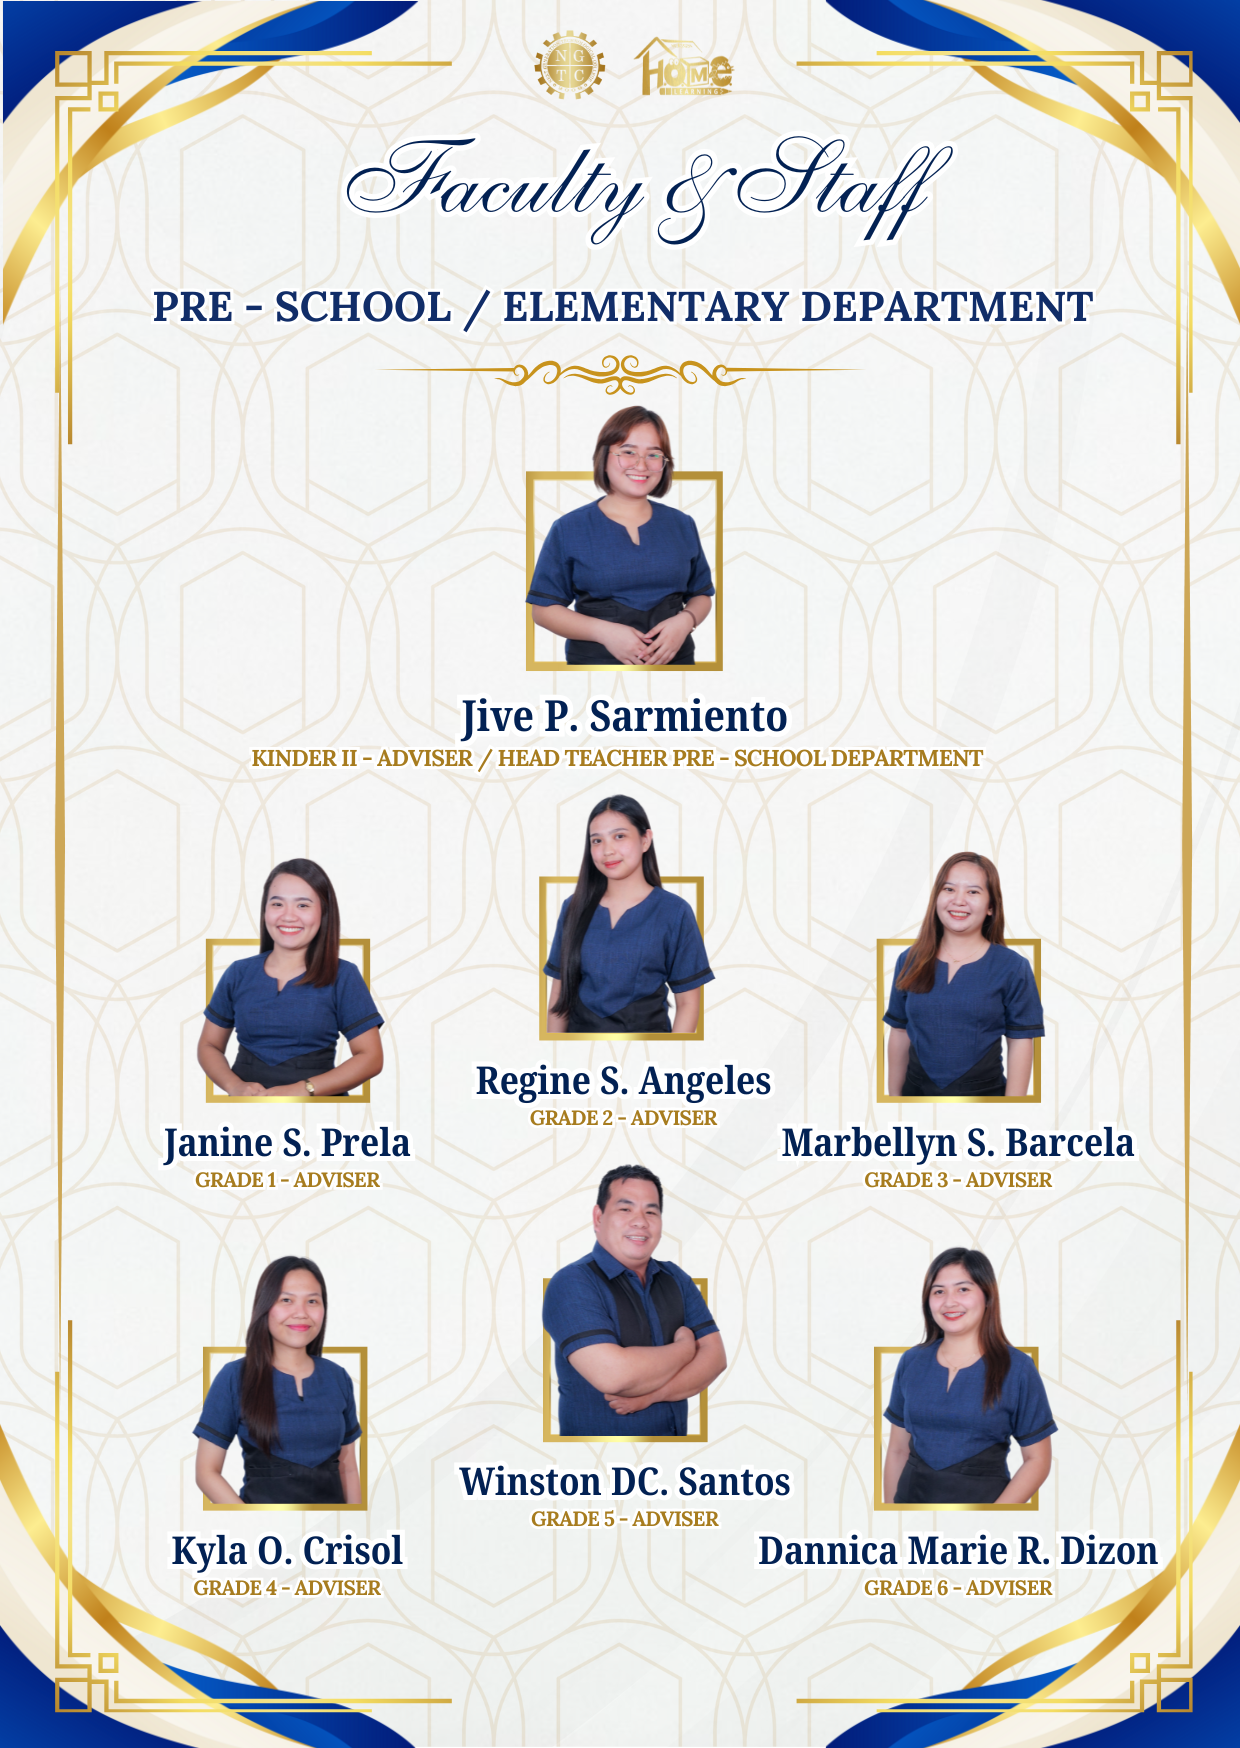 N G
T C
HOME
LEARNING
Faculty & Staff
PRE - SCHOOL / ELEMENTARY DEPARTMENT
Jive P. Sarmiento
KINDER II - ADVISER / HEAD TEACHER PRE - SCHOOL DEPARTMENT
Regine S. Angeles
GRADE 2 - ADVISER
Janine S. Prela
GRADE 1 - ADVISER
Marbellyn S. Barcela
GRADE 3 - ADVISER
Winston DC. Santos
GRADE 5 - ADVISER
Kyla O. Crisol
GRADE 4 - ADVISER
Dannica Marie R. Dizon
GRADE 6 - ADVISER